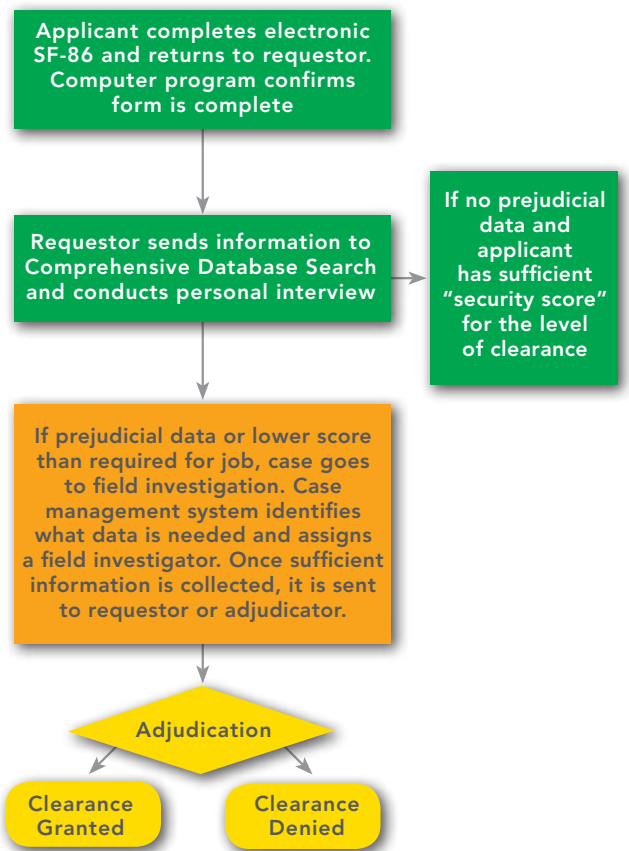 Applicant completes electronic
SF-86 and returns to requestor.
Computer program confirms
form is complete
Requestor sends information to
Comprehensive Database Search
and conducts personal interview
If no prejudicial
data and
applicant
has sufficient
“security score”
for the level
of clearance
If prejudicial data or lower score
than required for job, case goes
to field investigation. Case
management system identifies
what data is needed and assigns
a field investigator. Once sufficient
information is collected, it is sent
to requestor or adjudicator.
Adjudication
Clearance
Granted
Clearance
Denied